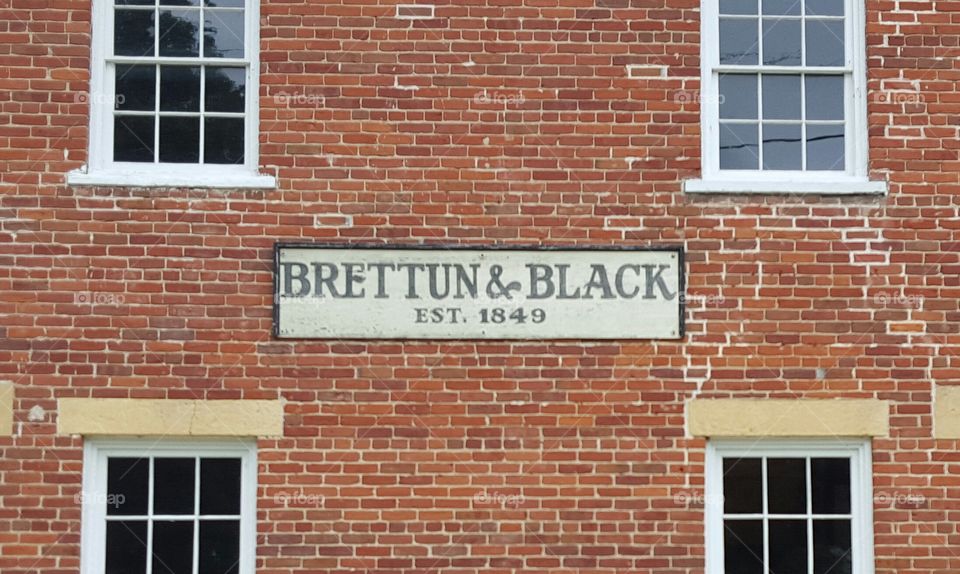 BRETTUN & BLACK
EST. 1849